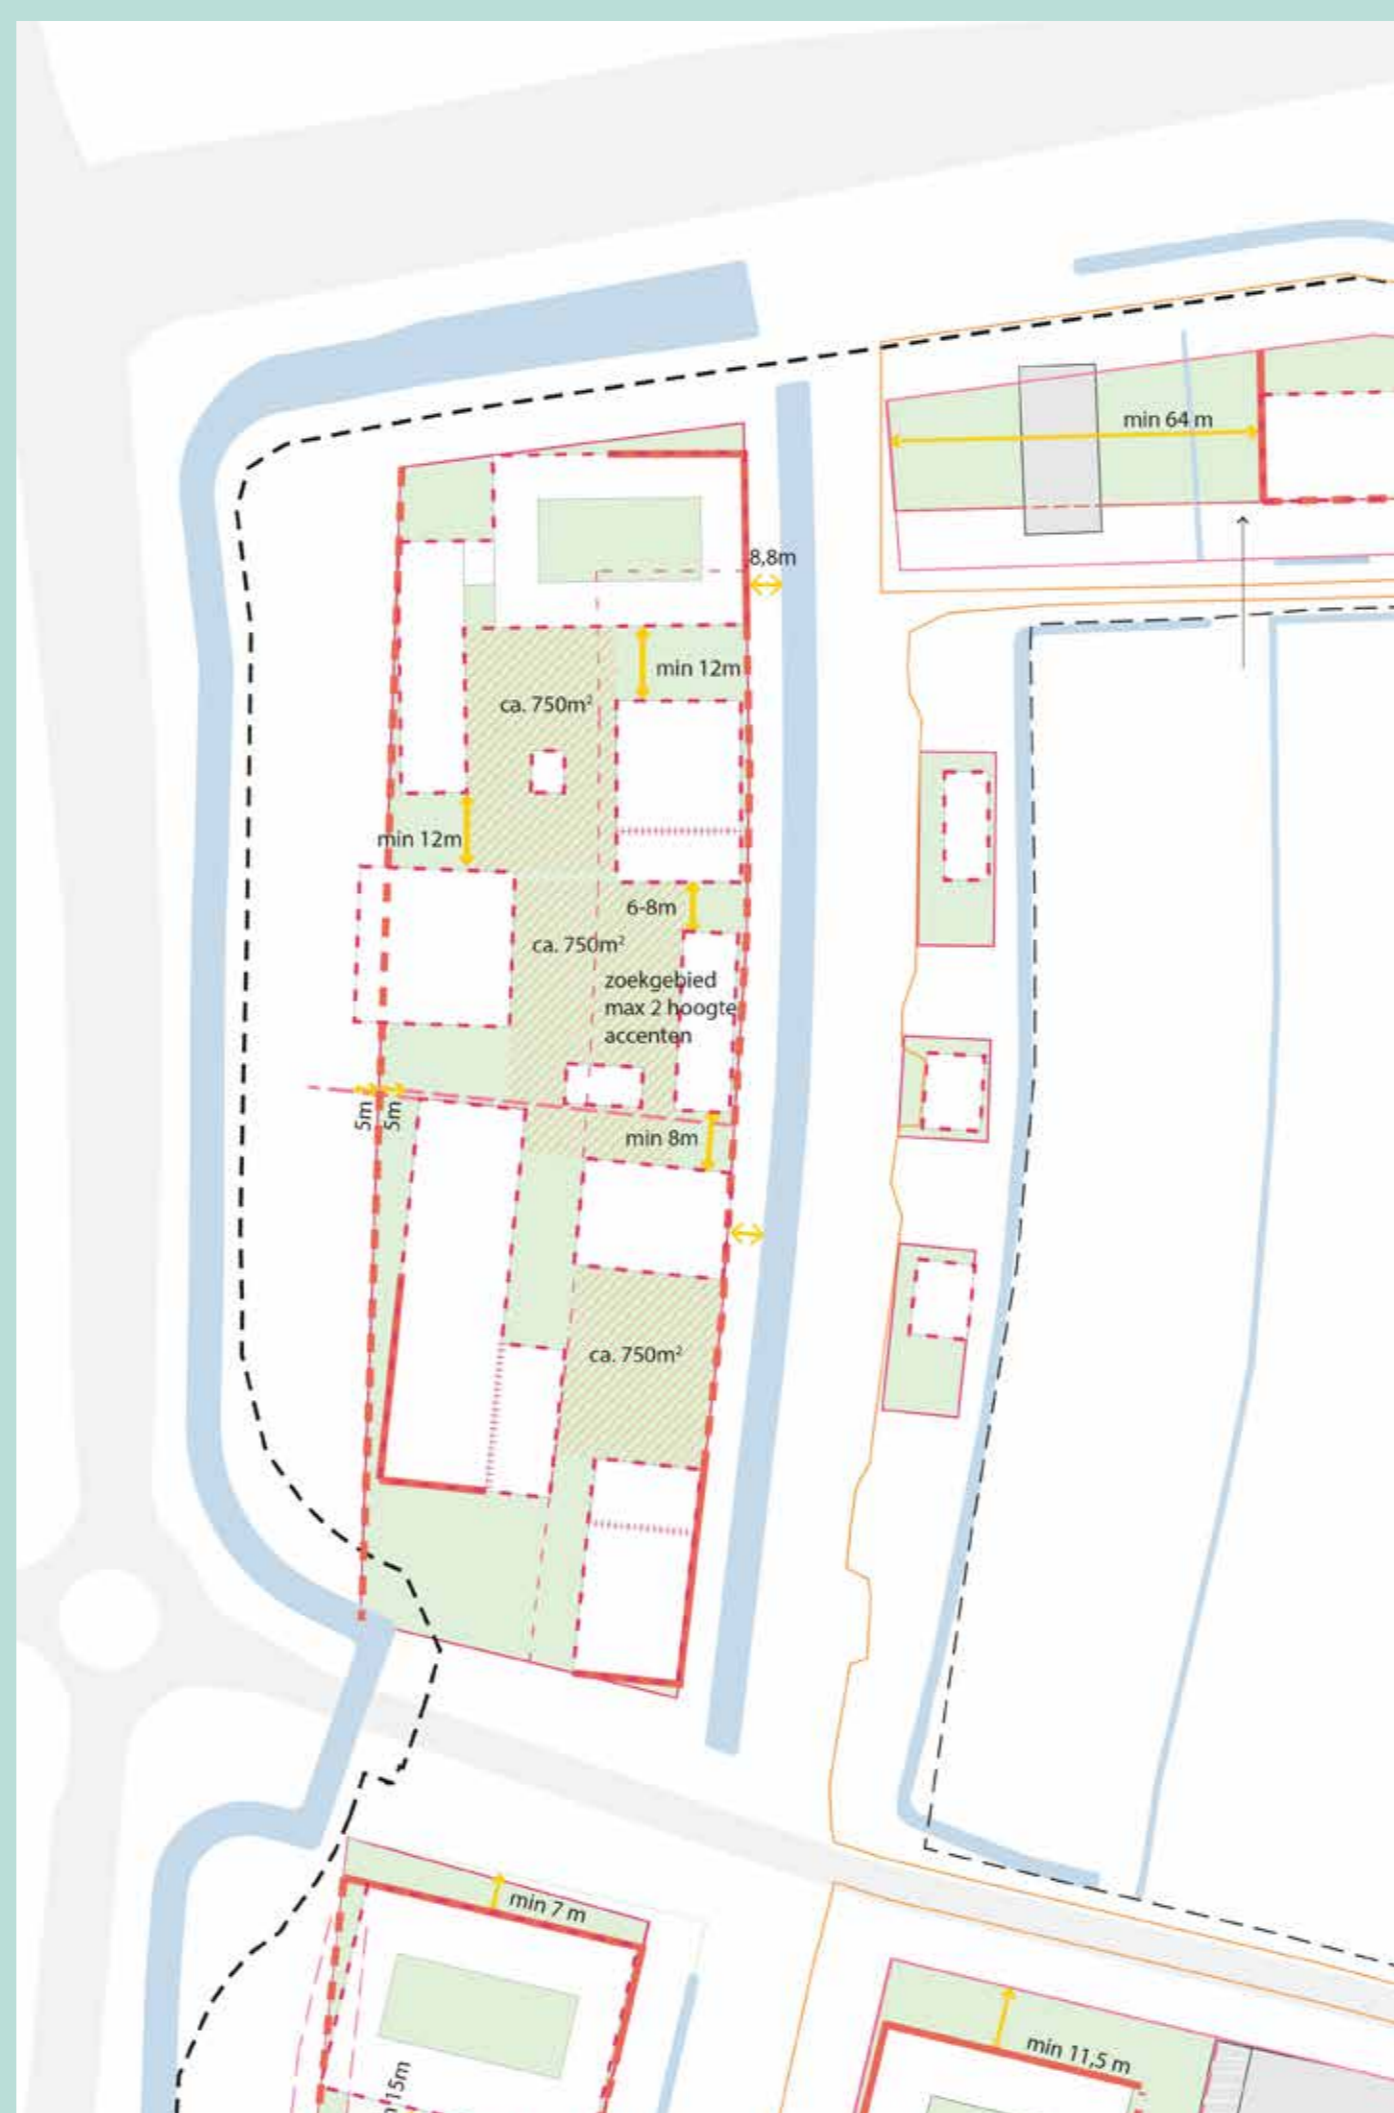 min 64 m
8,8m
min 12m
ca. 750m²
min 12m
6-8m
ca. 750m²
zoekgebied
max 2 hoogte
accenten
5m
5m
min 8m
ca. 750m²
min 7 m
15m
min 11,5 m